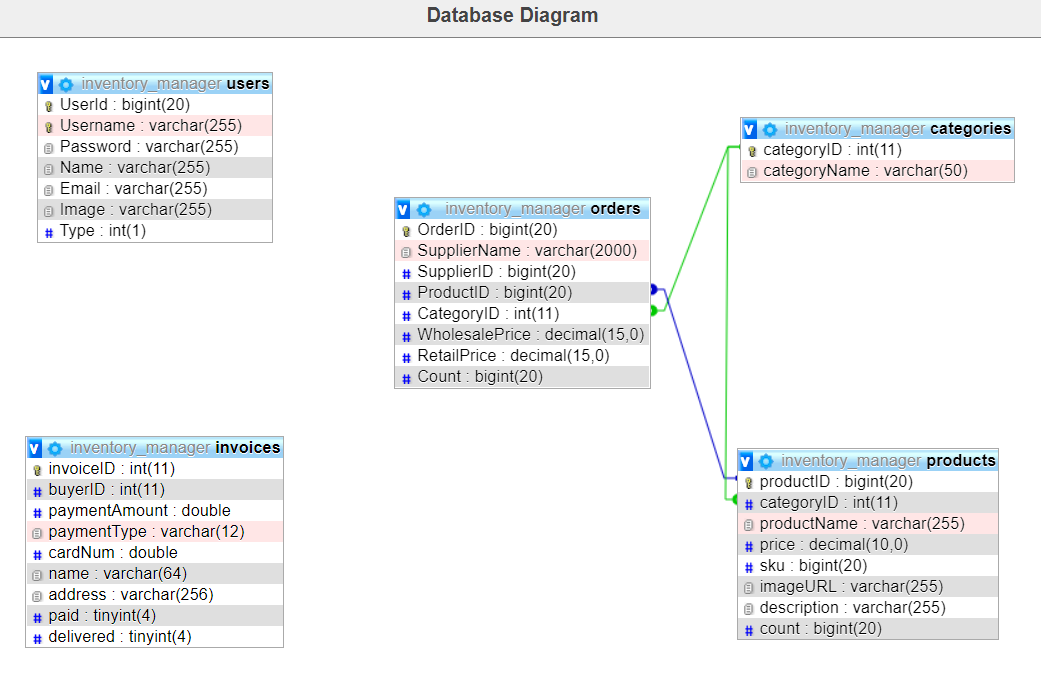 Database Diagram
v inventory_manager users
UserId : bigint(20)
Username : varchar(255)
Password : varchar(255)
Name : varchar(255)
Email : varchar(255)
Image : varchar(255)
# Type : int(1)
v inventory_manager categories
categoryID : int(11)
categoryName : varchar(50)
v inventory_manager orders
OrderID : bigint(20)
SupplierName : varchar(2000)
# SupplierID : bigint(20)
# ProductID : bigint(20)
# CategoryID : int(11)
# WholesalePrice : decimal(15,0)
# RetailPrice : decimal(15,0)
# Count : bigint(20)
v inventory_manager invoices
invoiceID : int(11)
# buyerID : int(11)
# paymentAmount : double
paymentType : varchar(12)
# cardNum : double
name : varchar(64)
address : varchar(256)
# paid : tinyint(4)
# delivered : tinyint(4)
v inventory_manager products
productID : bigint(20)
# categoryID : int(11)
productName : varchar(255)
# price : decimal(10,0)
# sku : bigint(20)
imageURL : varchar(255)
description : varchar(255)
# count : bigint(20)